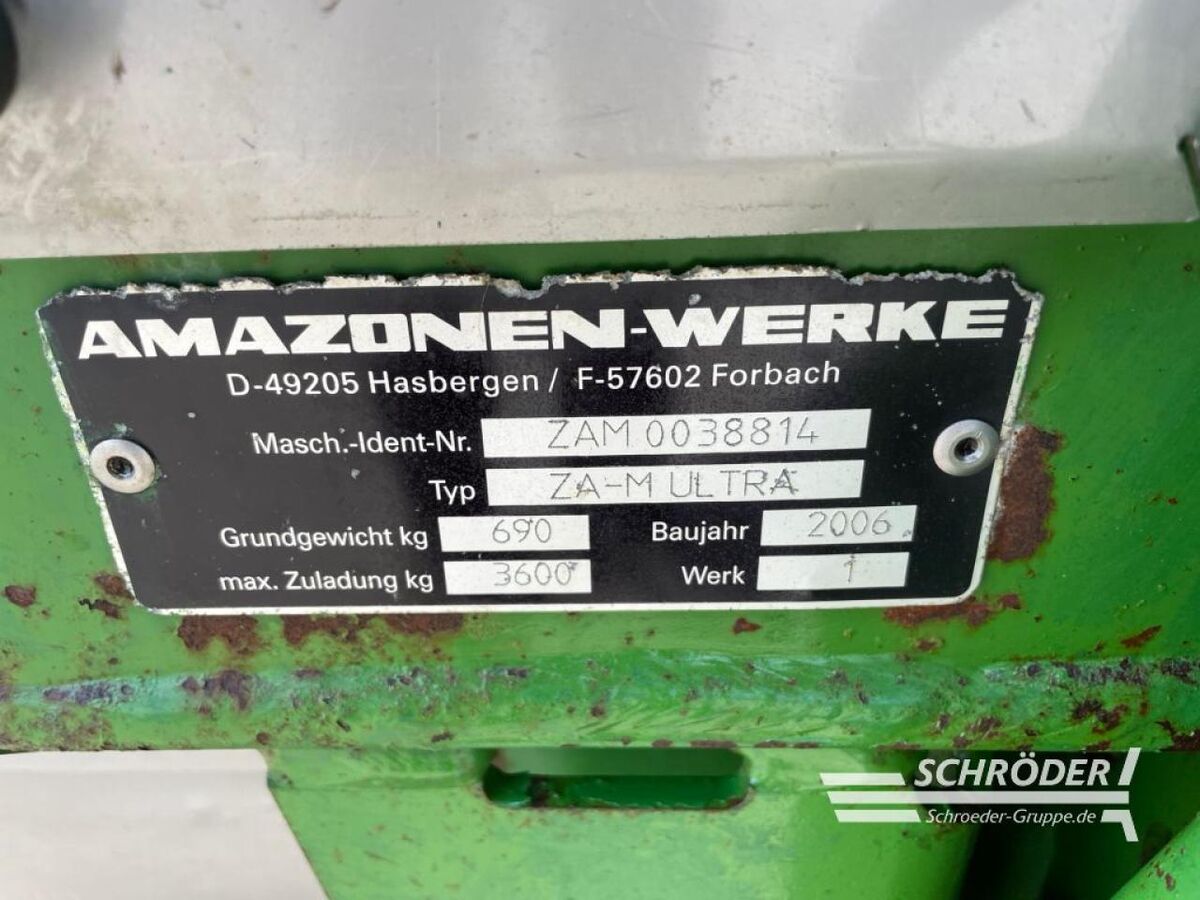 AMAZONEN-WERKE
D-49205 Hasbergen / F-57602 Forbach
Masch.-Ident-Nr. ZAM 0038814
Typ ZA-M ULTRA
Grundgewicht kg 690 Baujahr 2006
max. Zuladung kg 3600 Werk 1
SCHRÖDER
Schroeder-Gruppe.de